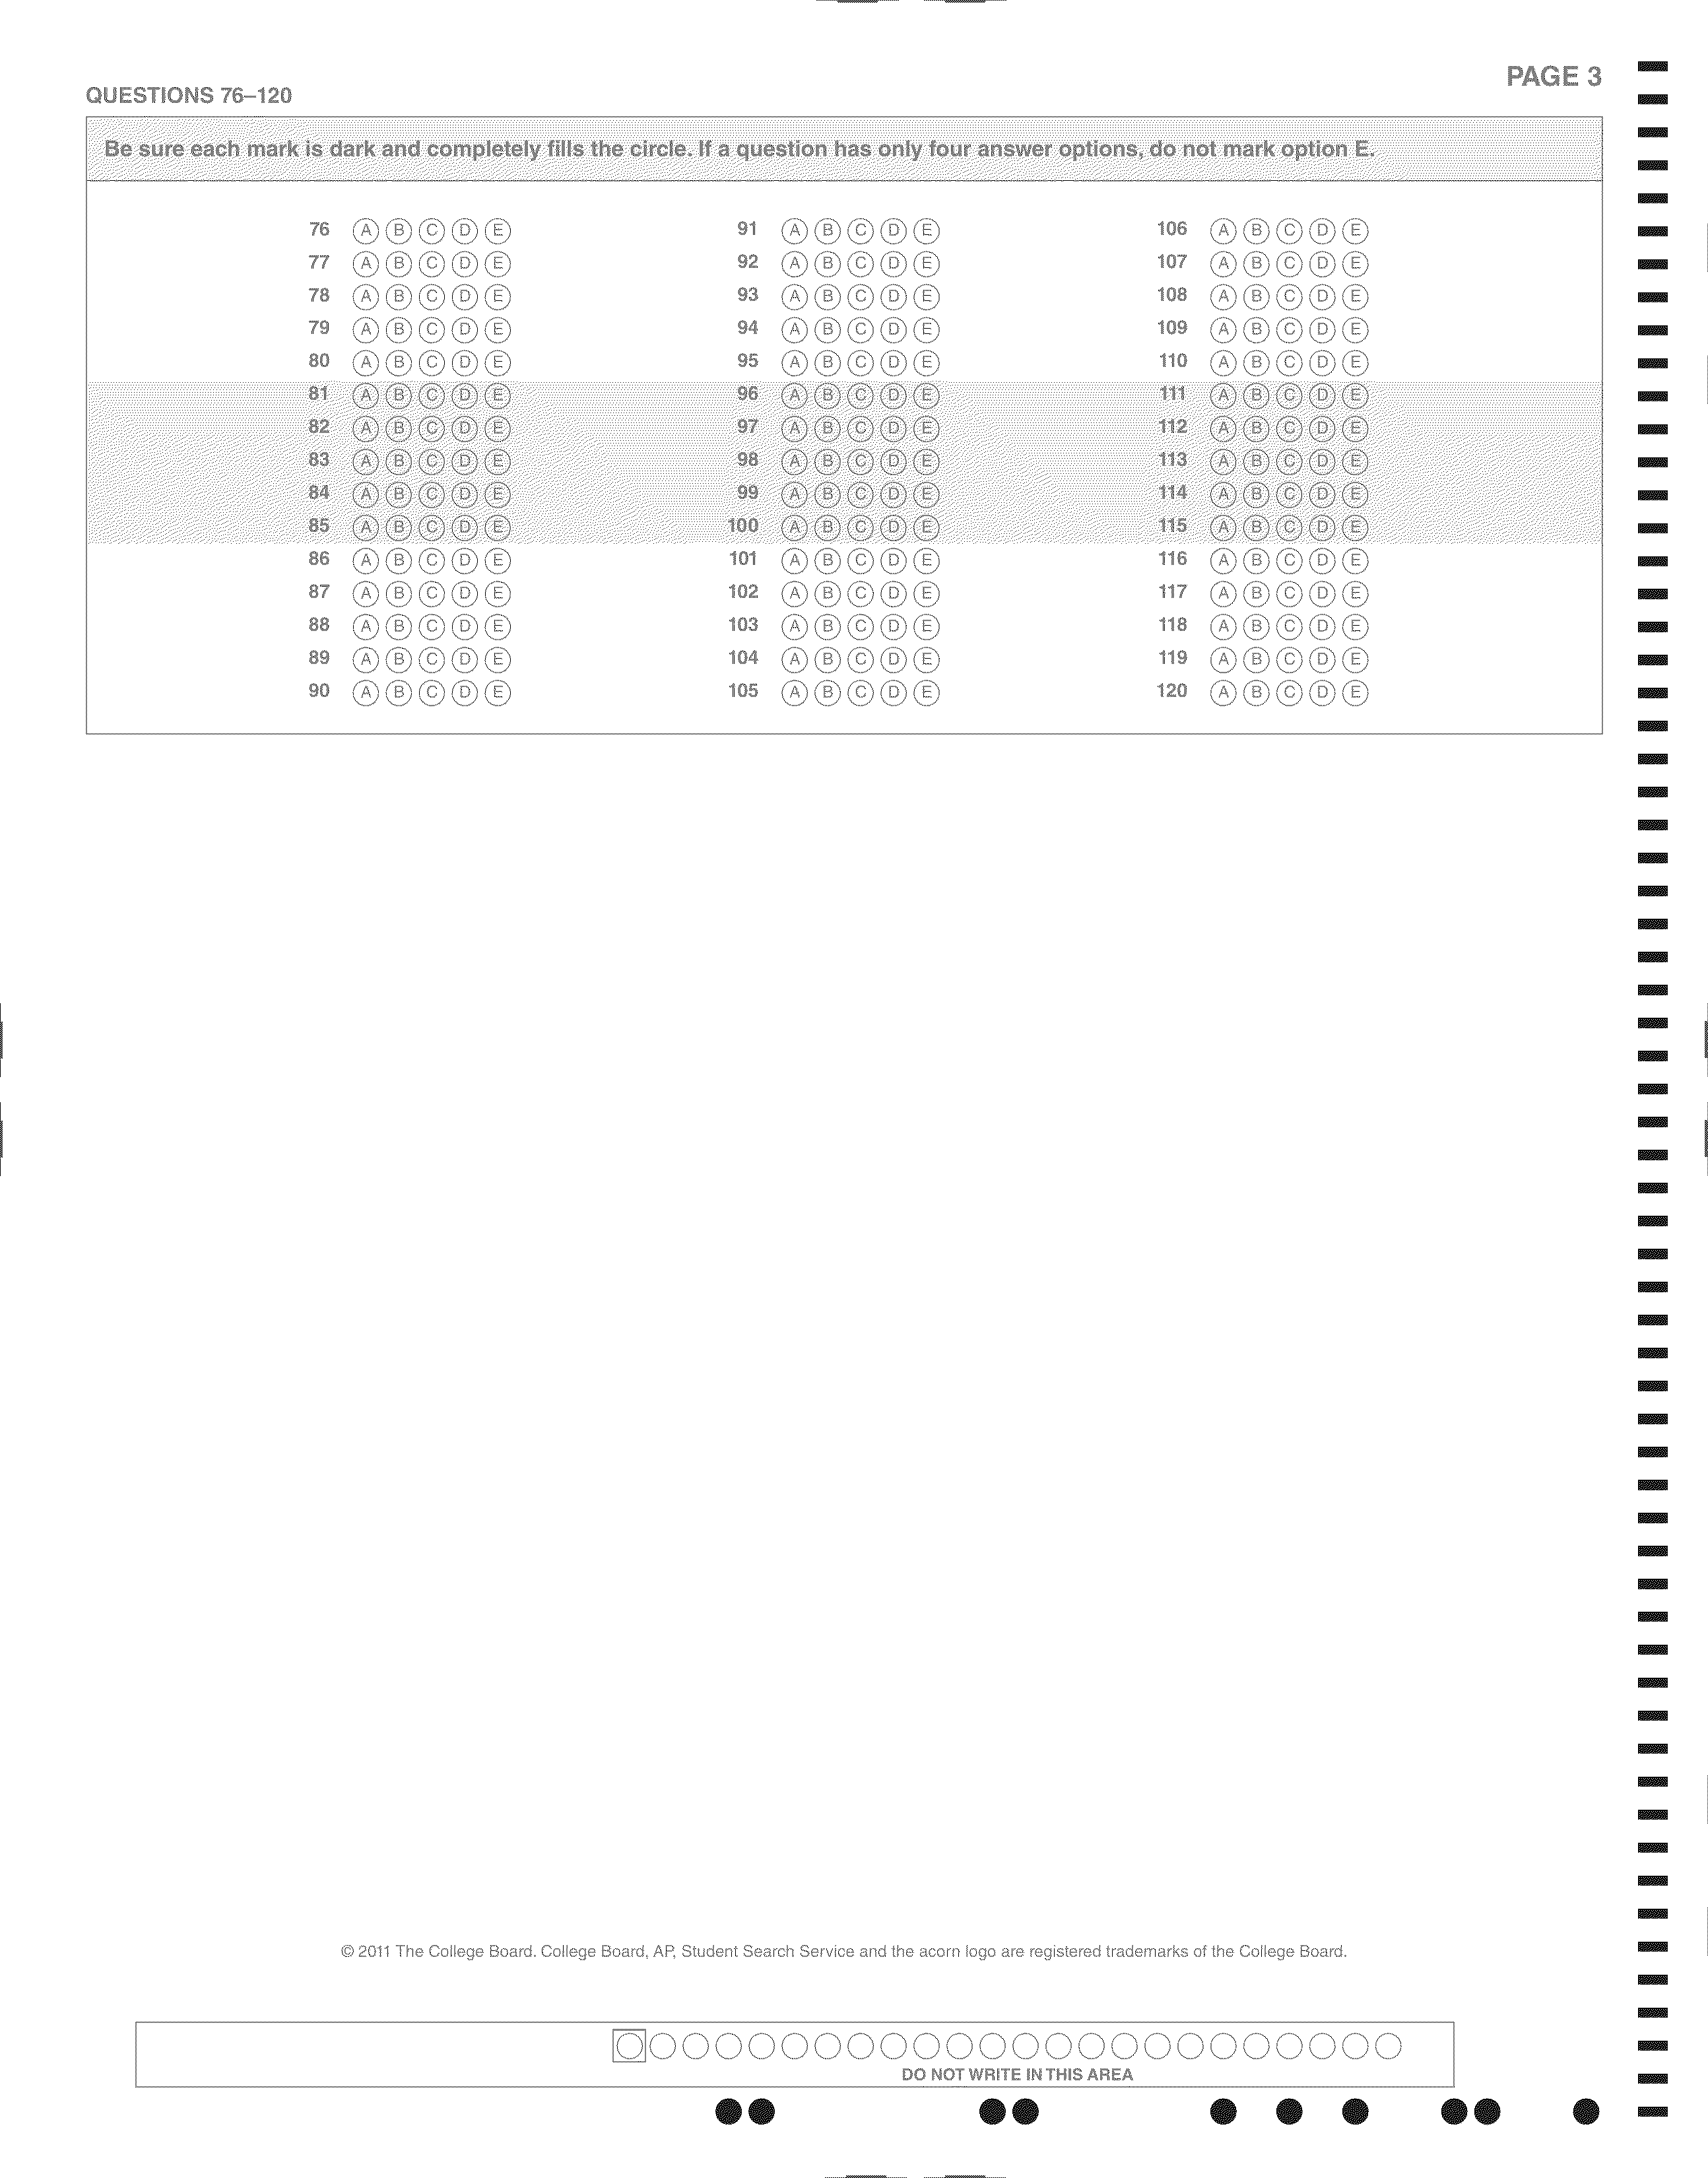 PAGE 3
QUESTIONS 76–120
Be sure each mark is dark and completely fills the circle. If a question has only four answer options, do not mark option E.
76 A B C D E 91 A B C D E 106 A B C D E
77 A B C D E 92 A B C D E 107 A B C D E
78 A B C D E 93 A B C D E 108 A B C D E
79 A B C D E 94 A B C D E 109 A B C D E
80 A B C D E 95 A B C D E 110 A B C D E
81 A B C D E 96 A B C D E 111 A B C D E
82 A B C D E 97 A B C D E 112 A B C D E
83 A B C D E 98 A B C D E 113 A B C D E
84 A B C D E 99 A B C D E 114 A B C D E
85 A B C D E 100 A B C D E 115 A B C D E
86 A B C D E 101 A B C D E 116 A B C D E
87 A B C D E 102 A B C D E 117 A B C D E
88 A B C D E 103 A B C D E 118 A B C D E
89 A B C D E 104 A B C D E 119 A B C D E
90 A B C D E 105 A B C D E 120 A B C D E
© 2011 The College Board. College Board, AP, Student Search Service and the acorn logo are registered trademarks of the College Board.
DO NOT WRITE IN THIS AREA